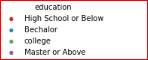 education
High School or Below
Bechalor
college
Master or Above